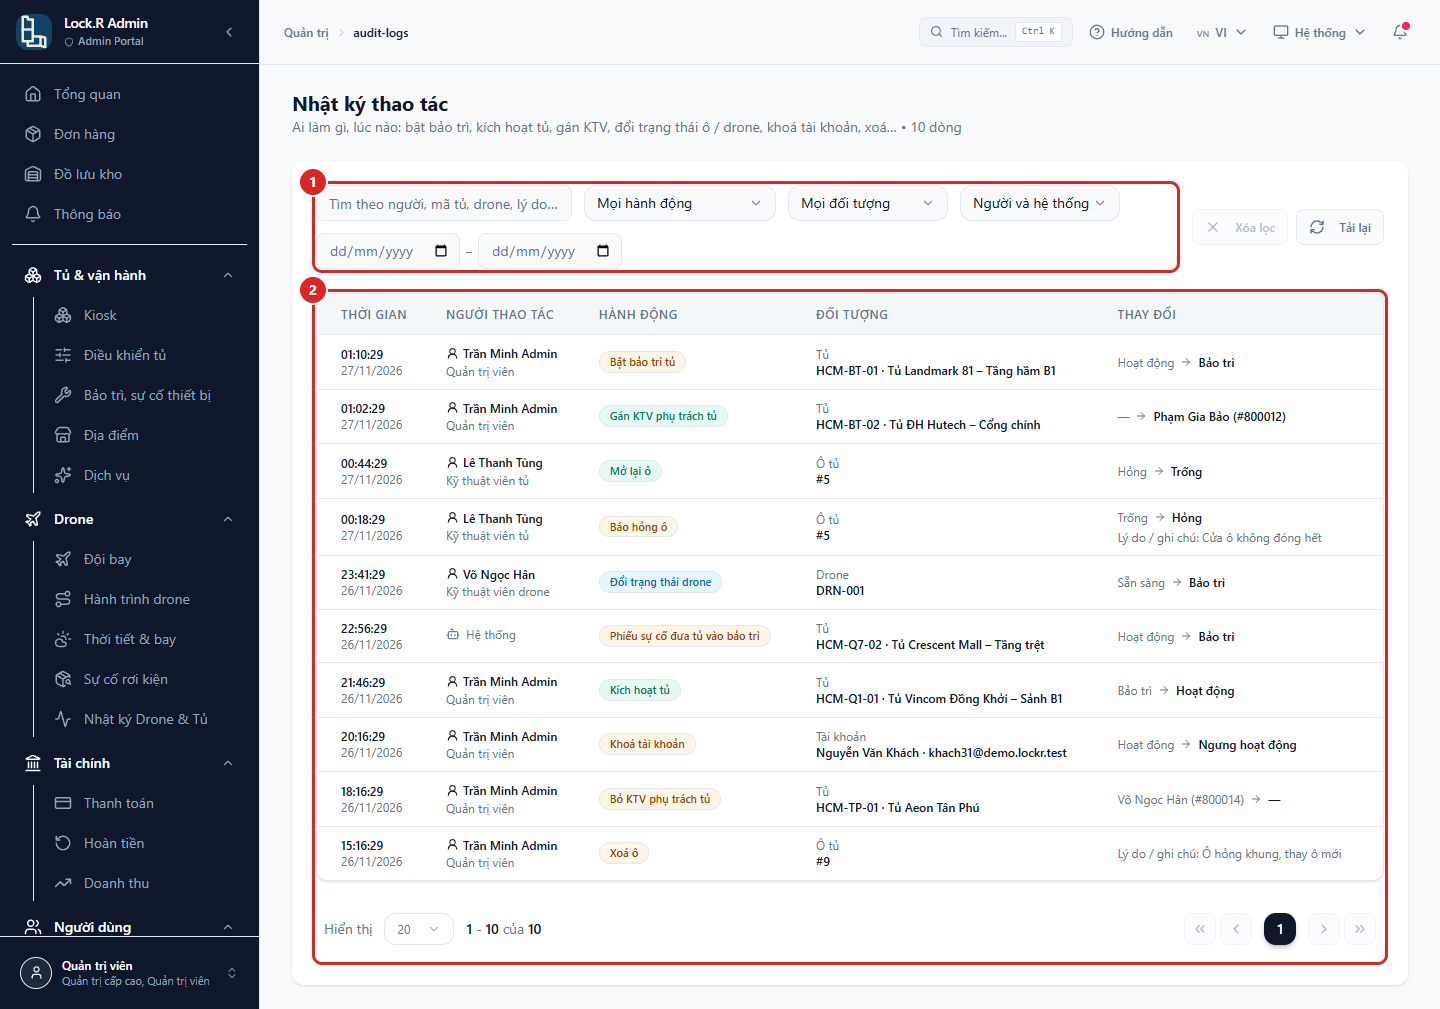 Lock.R Admin
Admin Portal
Tổng quan
Đơn hàng
Đồ lưu kho
Thông báo
Tủ & vận hành
Kiosk
Điều khiển tủ
Bảo trì, sự cố thiết bị
Địa điểm
Dịch vụ
Drone
Đội bay
Hành trình drone
Thời tiết & bay
Sự cố rơi kiện
Nhật ký Drone & Tủ
Tài chính
Thanh toán
Hoàn tiền
Doanh thu
Người dùng
Quản trị viên
Quản trị cấp cao, Quản trị viên
Quản trị > audit-logs
Tìm kiếm... Ctrl K
Hướng dẫn
VN VI
Hệ thống
Nhật ký thao tác
Ai làm gì, lúc nào: bật bảo trì, kích hoạt tủ, gán KTV, đổi trạng thái ô / drone, khoá tài khoản, xoá... • 10 dòng
1
Tìm theo người, mã tủ, drone, lý do...
Mọi hành động
Mọi đối tượng
Người và hệ thống
Xóa lọc
Tải lại
dd/mm/yyyy – dd/mm/yyyy
2
THỜI GIAN NGƯỜI THAO TÁC HÀNH ĐỘNG ĐỐI TƯỢNG THAY ĐỔI
01:10:29 Trần Minh Admin Bật bảo trì tủ Tủ Hoạt động → Bảo trì
27/11/2026 Quản trị viên HCM-BT-01 · Tủ Landmark 81 – Tầng hầm B1
01:02:29 Trần Minh Admin Gán KTV phụ trách tủ Tủ — → Phạm Gia Bảo (#800012)
27/11/2026 Quản trị viên HCM-BT-02 · Tủ ĐH Hutech – Cổng chính
00:44:29 Lê Thanh Tùng Mở lại ô Ô tủ Hỏng → Trống
27/11/2026 Kỹ thuật viên tủ #5
00:18:29 Lê Thanh Tùng Báo hỏng ô Ô tủ Trống → Hỏng
27/11/2026 Kỹ thuật viên tủ #5 Lý do / ghi chú: Cửa ô không đóng hết
23:41:29 Võ Ngọc Hân Đổi trạng thái drone Drone Sẵn sàng → Bảo trì
26/11/2026 Kỹ thuật viên drone DRN-001
22:56:29 Hệ thống Phiếu sự cố đưa tủ vào bảo trì Tủ Hoạt động → Bảo trì
26/11/2026 HCM-Q7-02 · Tủ Crescent Mall – Tầng trệt
21:46:29 Trần Minh Admin Kích hoạt tủ Tủ Bảo trì → Hoạt động
26/11/2026 Quản trị viên HCM-Q1-01 · Tủ Vincom Đồng Khởi – Sảnh B1
20:16:29 Trần Minh Admin Khoá tài khoản Tài khoản Hoạt động → Ngưng hoạt động
26/11/2026 Quản trị viên Nguyễn Văn Khách · khach31@demo.lockr.test
18:16:29 Trần Minh Admin Bỏ KTV phụ trách tủ Tủ Võ Ngọc Hân (#800014) → —
26/11/2026 Quản trị viên HCM-TP-01 · Tủ Aeon Tân Phú
15:16:29 Trần Minh Admin Xoá ô Ô tủ Lý do / ghi chú: Ô hỏng khung, thay ô mới
26/11/2026 Quản trị viên #9
Hiển thị 20 1 - 10 của 10 « ‹ 1 › »